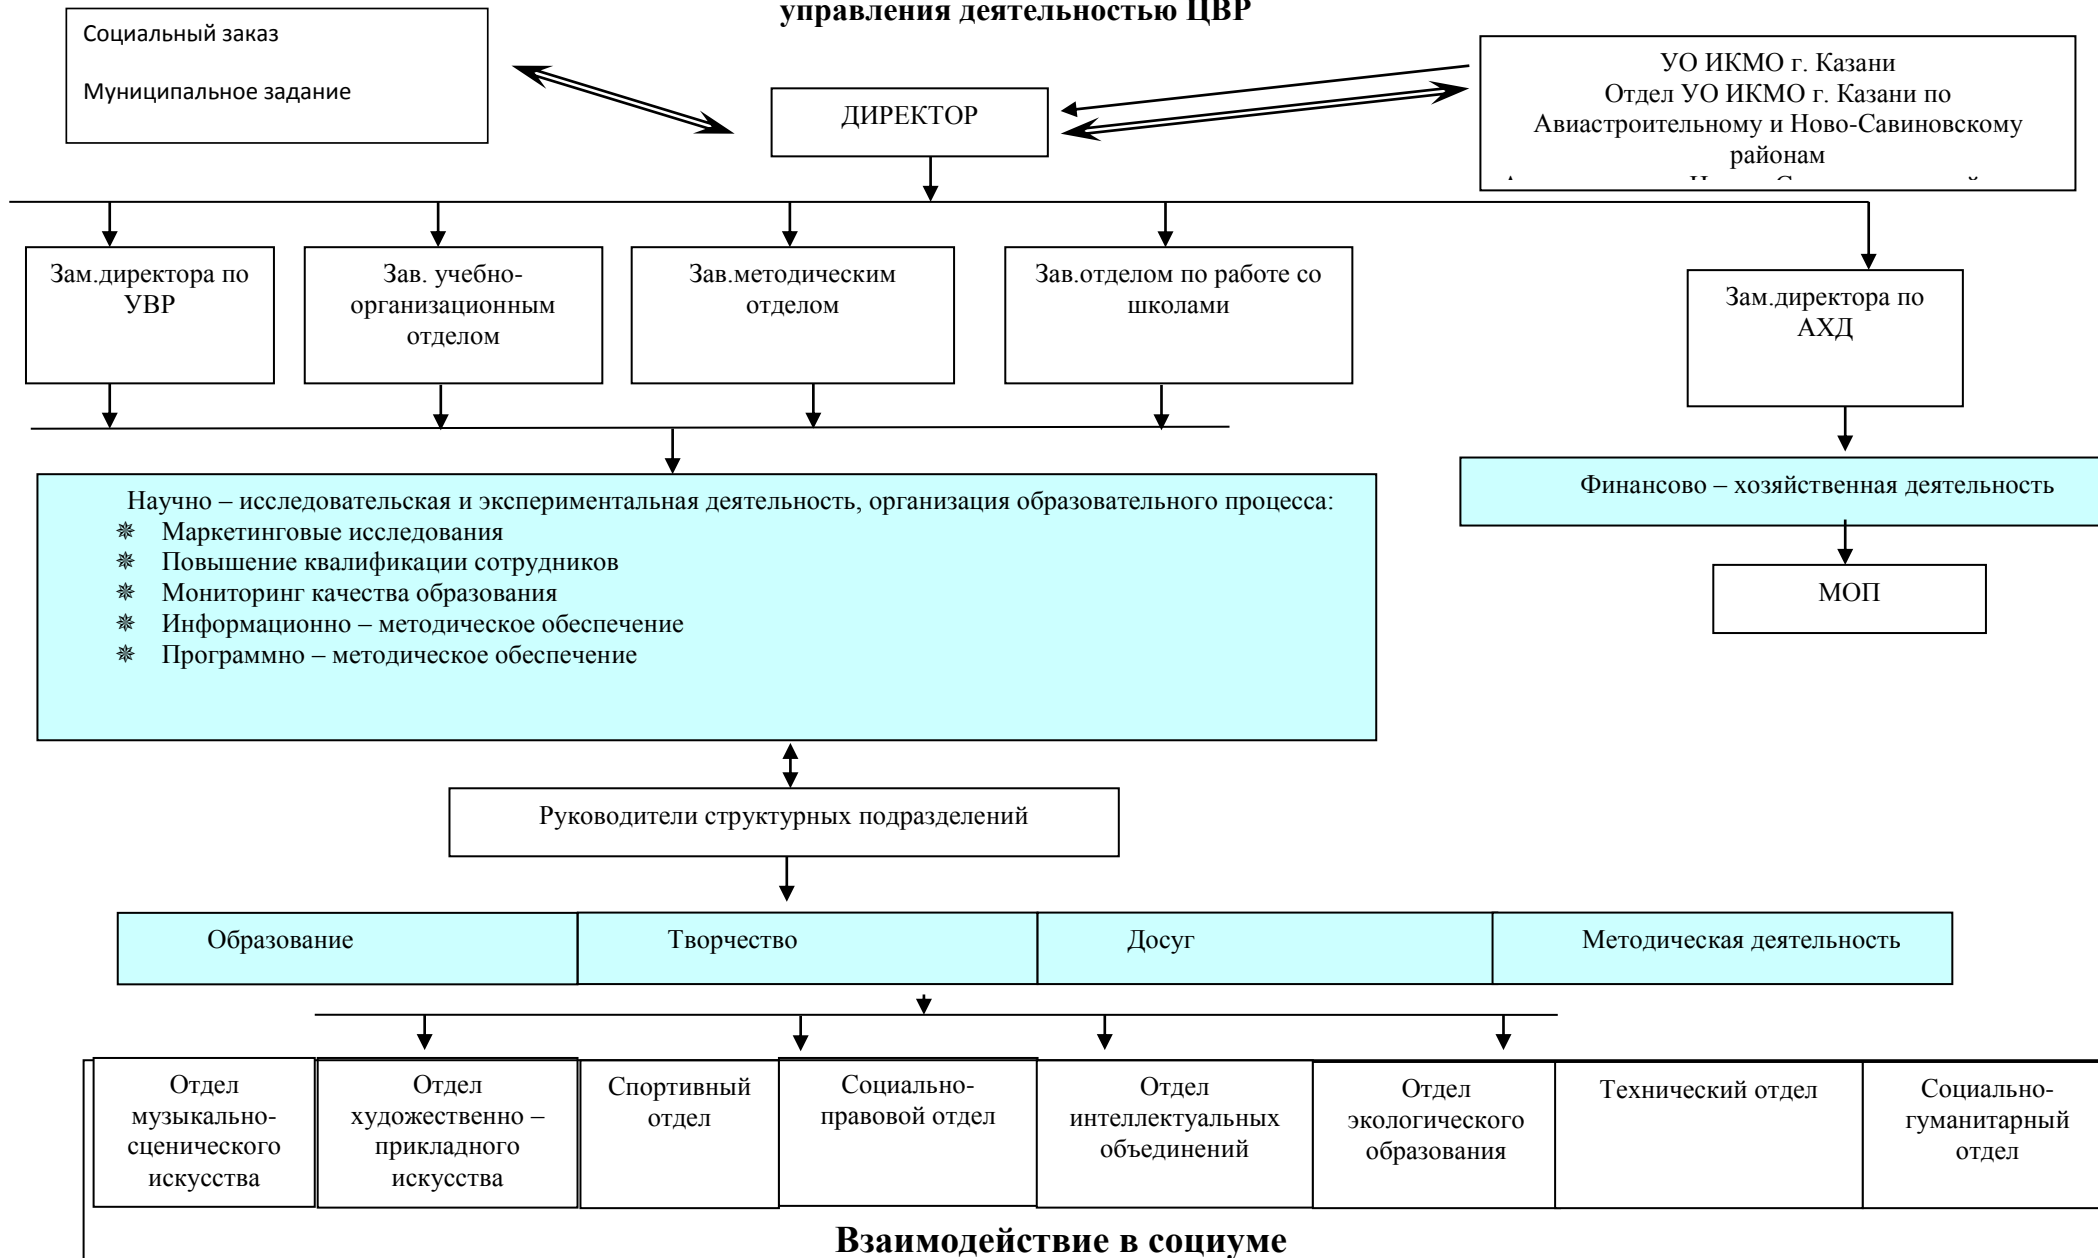 управления деятельностью ЦВР
Социальный заказ
Муниципальное задание
ДИРЕКТОР
УО ИКМО г. Казани
Отдел УО ИКМО г. Казани по
Авиастроительному и Ново-Савиновскому
районам
Зам.директора по
УВР
Зав. учебно-
организационным
отделом
Зав.методическим
отделом
Зав.отделом по работе со
школами
Зам.директора по
АХД
Научно – исследовательская и экспериментальная деятельность, организация образовательного процесса:
❋ Маркетинговые исследования
❋ Повышение квалификации сотрудников
❋ Мониторинг качества образования
❋ Информационно – методическое обеспечение
❋ Программно – методическое обеспечение
Финансово – хозяйственная деятельность
МОП
Руководители структурных подразделений
Образование
Творчество
Досуг
Методическая деятельность
Отдел
музыкально-
сценического
искусства
Отдел
художественно –
прикладного
искусства
Спортивный
отдел
Социально-
правовой отдел
Отдел
интеллектуальных
объединений
Отдел
экологического
образования
Технический отдел
Социально-
гуманитарный
отдел
Взаимодействие в социуме